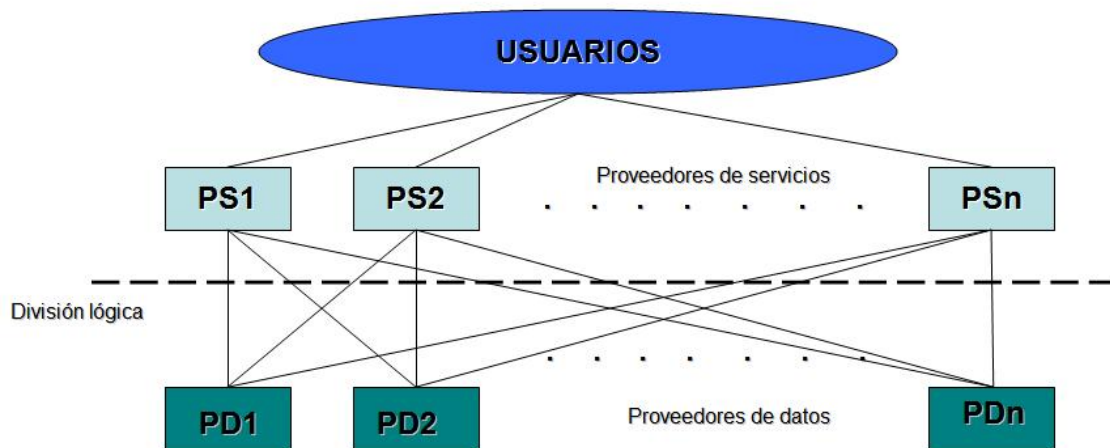 USUARIOS
Proveedores de servicios
PS1
PS2
PSn
División lógica
PD1
PD2
Proveedores de datos
PDn